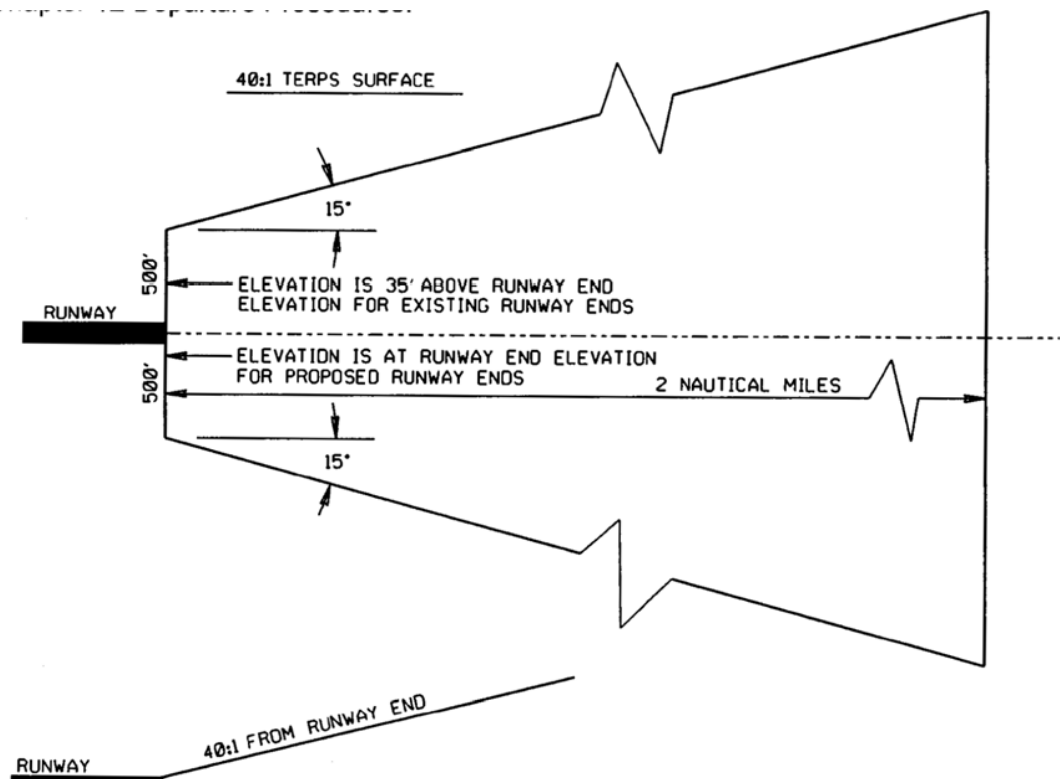 40:1 TERPS SURFACE
15°
500'
ELEVATION IS 35' ABOVE RUNWAY END
ELEVATION FOR EXISTING RUNWAY ENDS
RUNWAY
ELEVATION IS AT RUNWAY END ELEVATION
FOR PROPOSED RUNWAY ENDS
500'
2 NAUTICAL MILES
15°
40:1 FROM RUNWAY END
RUNWAY